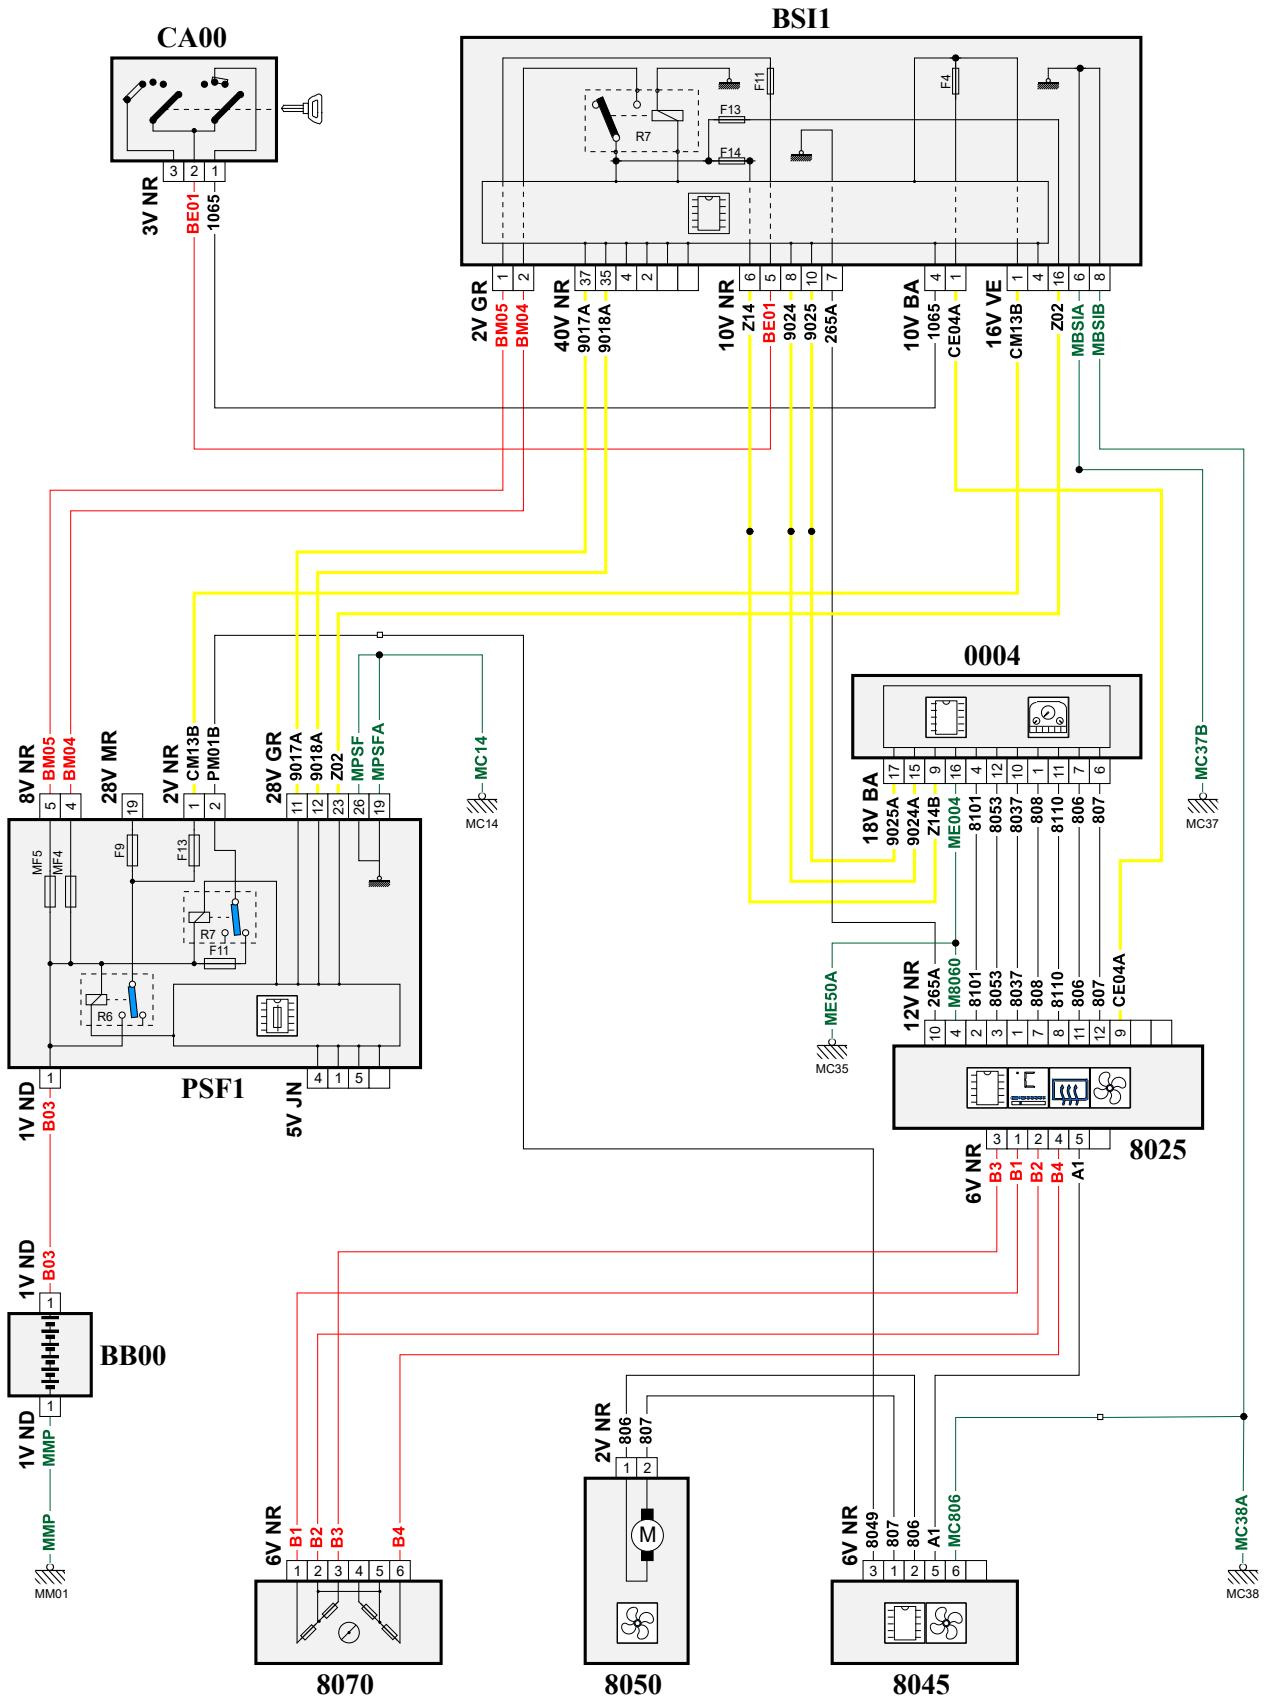 BSI1
CA00
F11
F4
F13
R7
F14
3 2 1
3V NR
BE01
1065
1 2
37 35 4 2
6 5 8 10 7
4 1
1 4 16 6 8
2V GR
BM05
BM04
40V NR
9017A
9018A
10V NR
Z14
BE01
9024
9025
265A
10V BA
1065
CE04A
16V VE
CM13B
Z02
MBSIA
MBSIB
0004
8V NR
BM05
BM04
28V MR
2V NR
CM13B
PM01B
28V GR
9017A
9018A
Z02
MPSF
MPSFA
MC14
MC14
MC37B
MC37
17 15 9 16 4 12 10 1 11 7 6
18V BA
9025A
9024A
Z14B
ME004
8101
8053
8037
808
8110
806
807
5 4
19
1 2
11 12 23 26 19
MF5
MF4
F9
F13
R7
F11
R6
ME50A
MC35
12V NR
265A
M8060
8101
8053
8037
808
8110
806
807
CE04A
10 4 2 3 1 7 8 11 12 9
°C
1
4 1 5
PSF1
1V ND
B03
5V JN
3 1 2 4 5
8025
6V NR
B3
B1
B2
B4
A1
1V ND
B03
1
BB00
1
1V ND
MMP
MMP
MM01
6V NR
B1
B2
B3
B4
1 2 3 4 5 6
8070
2V NR
806
807
1 2
M
8050
6V NR
8049
807
806
A1
MC806
3 1 2 5 6
8045
MC38A
MC38